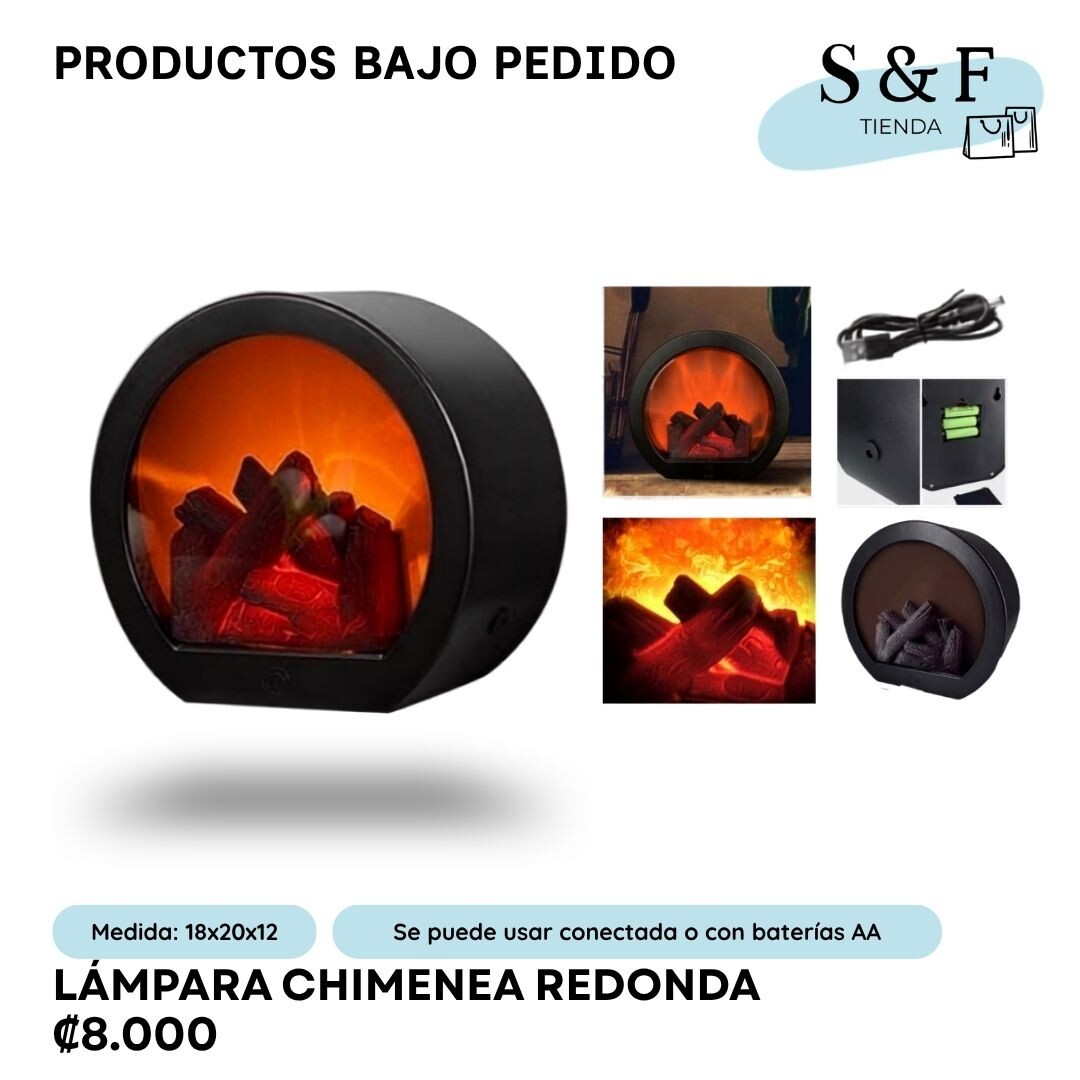 PRODUCTOS BAJO PEDIDO
S & F
TIENDA
Medida: 18x20x12
Se puede usar conectada o con baterías AA
LÁMPARA CHIMENEA REDONDA
₡8.000